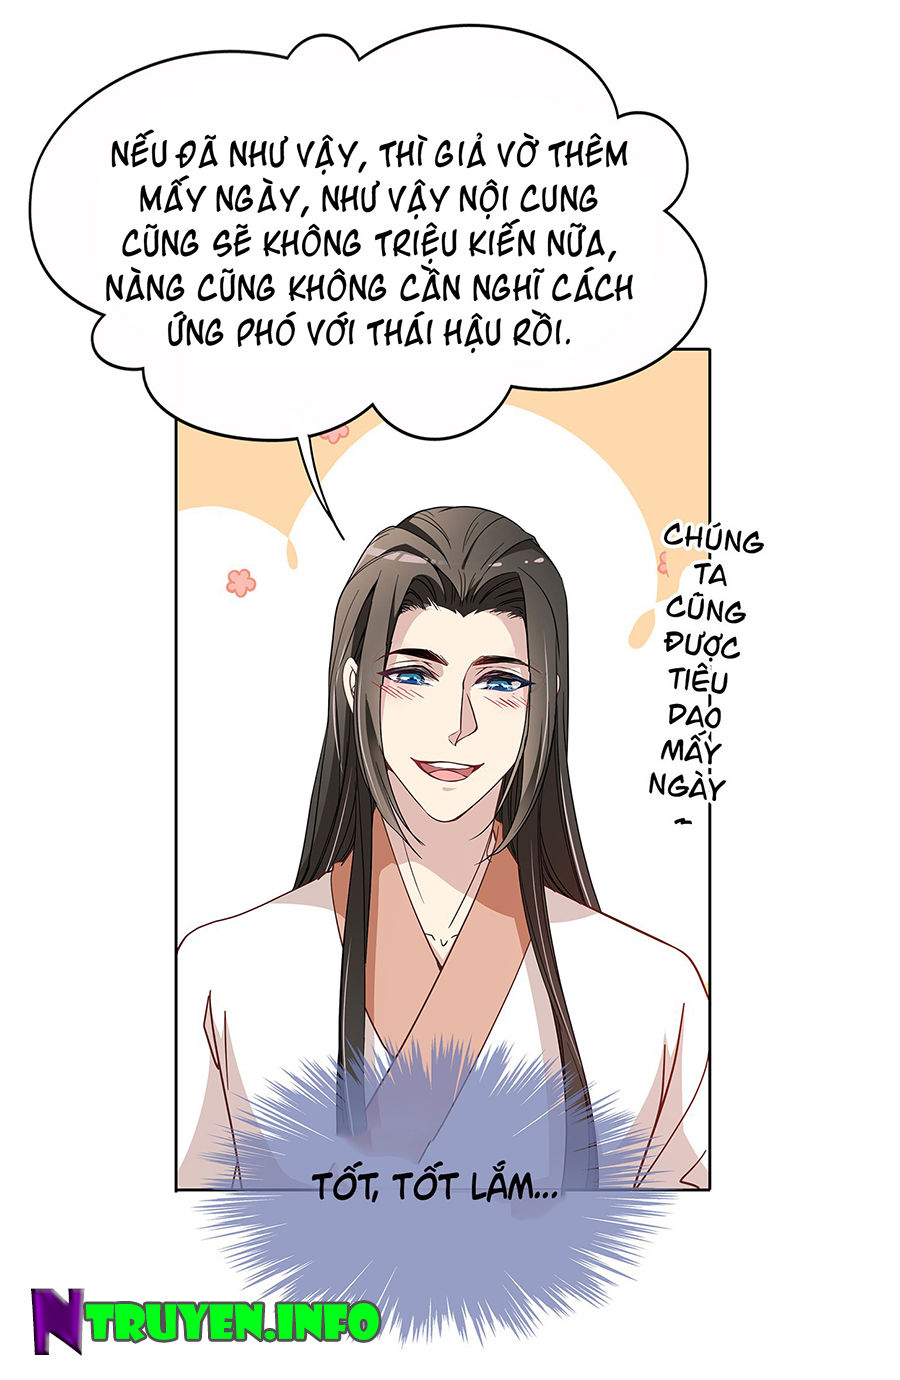 NẾU ĐÃ NHƯ VẬY, THÌ GIẢ VỜ THÊM
MẤY NGÀY, NHƯ VẬY NỘI CUNG
CŨNG SẼ KHÔNG TRIỆU KIẾN NỮA,
NÀNG CŨNG KHÔNG CẦN NGHĨ CÁCH
ỨNG PHÓ VỚI THÁI HẬU RỒI.
CHÚNG
TA
CŨNG
ĐƯỢC
TIÊU
DAO
MẤY
NGÀY
~
TỐT, TỐT LẮM...
NTRUYEN.INFO